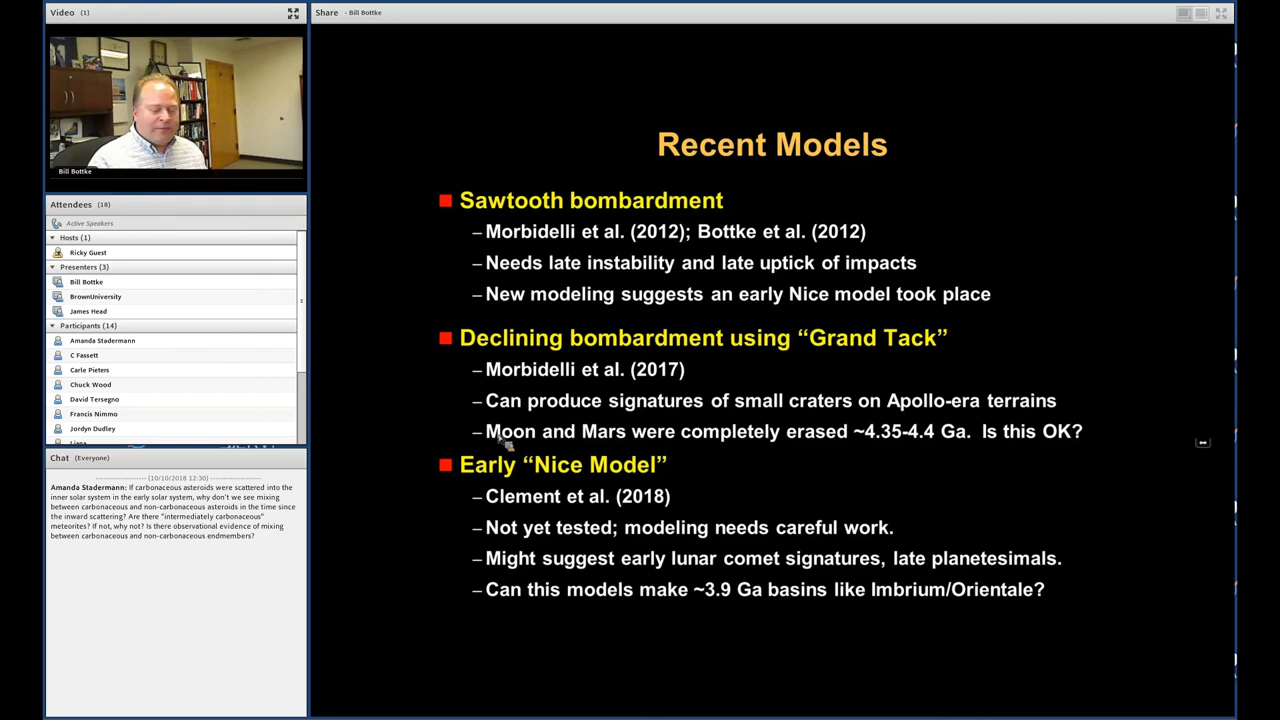 Video (1)
Bill Bottke
Attendees (18)
Active Speakers
Hosts (1)
Ricky Guest
Presenters (3)
Bill Bottke
BrownUniversity
James Head
Participants (14)
Amanda Stadermann
C Fassett
Carle Pieters
Chuck Wood
David Tersegno
Francis Nimmo
Jordyn Dudley
Chat (Everyone)
(10/10/2018 12:30)
Amanda Stadermann: If carbonaceous asteroids were scattered into the
inner solar system in the early solar system, why don't we see mixing
between carbonaceous and non-carbonaceous asteroids in the time since
the inward scattering? Are there "intermediately carbonaceous"
meteorites? If not, why not? Is there observational evidence of mixing
between carbonaceous and non-carbonaceous endmembers?
Share - Bill Bottke
Recent Models
Sawtooth bombardment
–Morbidelli et al. (2012); Bottke et al. (2012)
–Needs late instability and late uptick of impacts
–New modeling suggests an early Nice model took place
Declining bombardment using “Grand Tack”
–Morbidelli et al. (2017)
–Can produce signatures of small craters on Apollo-era terrains
–Moon and Mars were completely erased ~4.35-4.4 Ga. Is this OK?
Early “Nice Model”
–Clement et al. (2018)
–Not yet tested; modeling needs careful work.
–Might suggest early lunar comet signatures, late planetesimals.
–Can this models make ~3.9 Ga basins like Imbrium/Orientale?